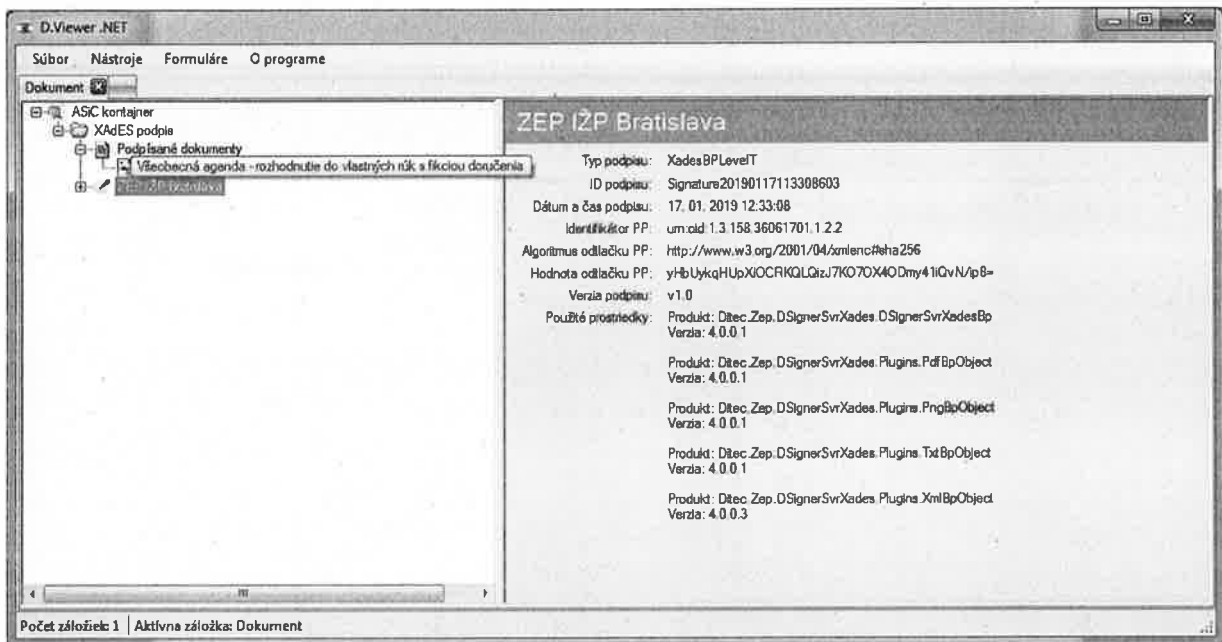 D.Viewer .NET
Súbor Nástroje Formuláre O programe
Dokument
ASiC kontajner
XAdES podpis
Podpísané dokumenty
Všeobecná agenda - rozhodnutie do vlastných rúk s fikciou doručenia
ZEP IŽP Bratislava
ZEP IŽP Bratislava
Typ podpisu: XadesBPLevelT
ID podpisu: Signature20190117113308603
Dátum a čas podpisu: 17. 01. 2019 12:33:08
Identifikátor PP: urn:oid:1.3.158.36061701.1.2.2
Algoritmus odtlačku PP: http://www.w3.org/2001/04/xmlenc#sha256
Hodnota odtlačku PP:
Verzia podpisu: v1.0
Použité prostriedky: Produkt: Ditec.Zep.DSignerSvrXades.DSignerSvrXadesBp
Verzia: 4.0.0.1
Produkt: Ditec.Zep.DSignerSvrXades.Plugins.PdfBpObject
Verzia: 4.0.0.1
Produkt: Ditec.Zep.DSignerSvrXades.Plugins.PngBpObject
Verzia: 4.0.0.1
Produkt: Ditec.Zep.DSignerSvrXades.Plugins.TxtBpObject
Verzia: 4.0.0.1
Produkt: Ditec.Zep.DSignerSvrXades.Plugins.XmlBpObject
Verzia: 4.0.0.3
Počet záložiek: 1 Aktívna záložka: Dokument